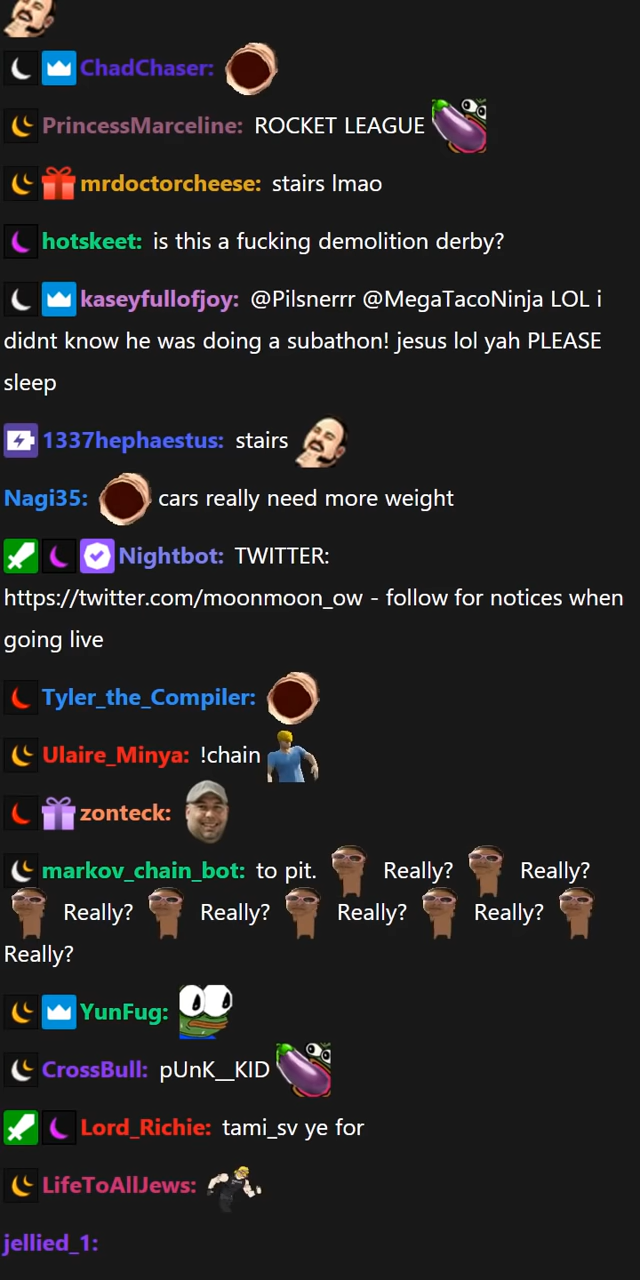 ChadChaser:
PrincessMarceline: ROCKET LEAGUE
mrdoctorcheese: stairs lmao
hotskeet: is this a fucking demolition derby?
kaseyfullofjoy: @Pilsnerrr @MegaTacoNinja LOL i
didnt know he was doing a subathon! jesus lol yah PLEASE
sleep
1337hephaestus: stairs
Nagi35: cars really need more weight
Nightbot: TWITTER:
https://twitter.com/moonmoon_ow - follow for notices when
going live
Tyler_the_Compiler:
Ulaire_Minya: !chain
zonteck:
markov_chain_bot: to pit. Really? Really?
Really? Really? Really? Really?
Really?
YunFug:
CrossBull: pUnK__KID
Lord_Richie: tami_sv ye for
LifeToAllJews:
jellied_1: